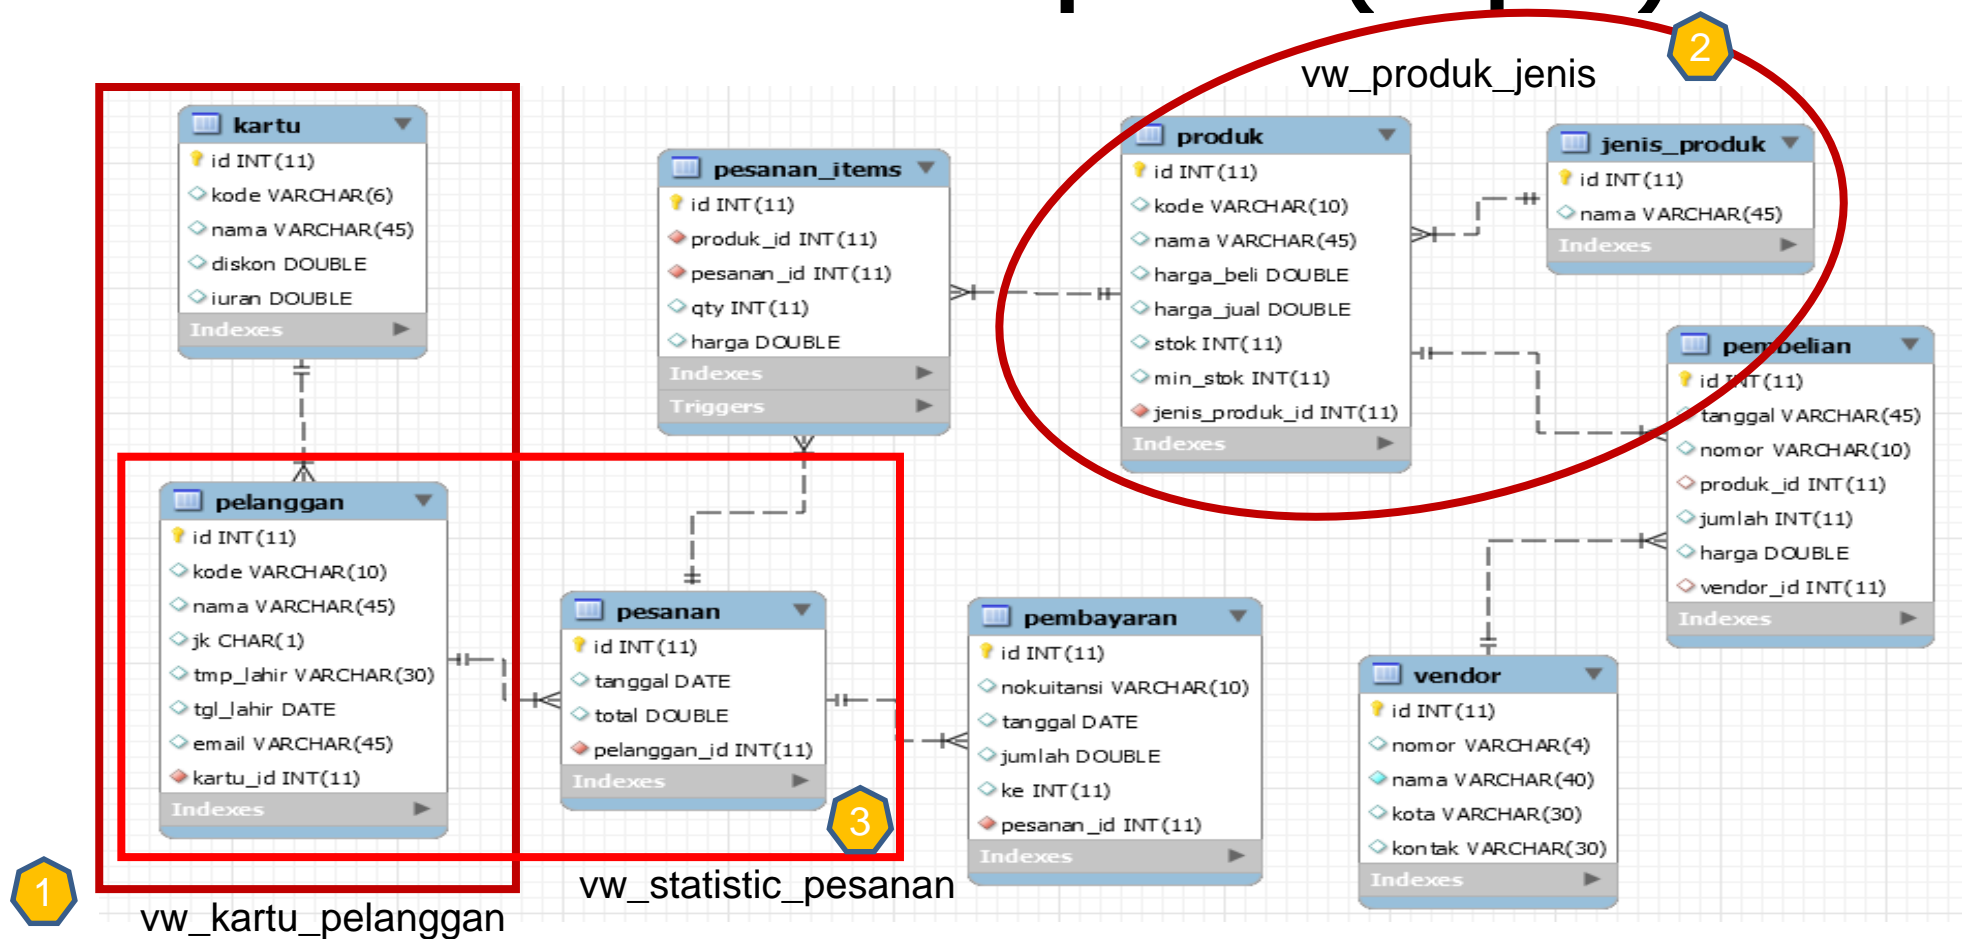 2
vw_produk_jenis
kartu
id INT(11)
kode VARCHAR(6)
nama VARCHAR(45)
diskon DOUBLE
iuran DOUBLE
Indexes
pesanan_items
id INT(11)
produk_id INT(11)
pesanan_id INT(11)
qty INT(11)
harga DOUBLE
Indexes
Triggers
produk
id INT(11)
kode VARCHAR(10)
nama VARCHAR(45)
harga_beli DOUBLE
harga_jual DOUBLE
stok INT(11)
min_stok INT(11)
jenis_produk_id INT(11)
Indexes
jenis_produk
id INT(11)
nama VARCHAR(45)
Indexes
pembelian
id INT(11)
tanggal VARCHAR(45)
nomor VARCHAR(10)
produk_id INT(11)
jumlah INT(11)
harga DOUBLE
vendor_id INT(11)
Indexes
pelanggan
id INT(11)
kode VARCHAR(10)
nama VARCHAR(45)
jk CHAR(1)
tmp_lahir VARCHAR(30)
tgl_lahir DATE
email VARCHAR(45)
kartu_id INT(11)
Indexes
pesanan
id INT(11)
tanggal DATE
total DOUBLE
pelanggan_id INT(11)
Indexes
3
pembayaran
id INT(11)
nokuitansi VARCHAR(10)
tanggal DATE
jumlah DOUBLE
ke INT(11)
pesanan_id INT(11)
Indexes
vendor
id INT(11)
nomor VARCHAR(4)
nama VARCHAR(40)
kota VARCHAR(30)
kontak VARCHAR(30)
Indexes
1
vw_statistic_pesanan
vw_kartu_pelanggan